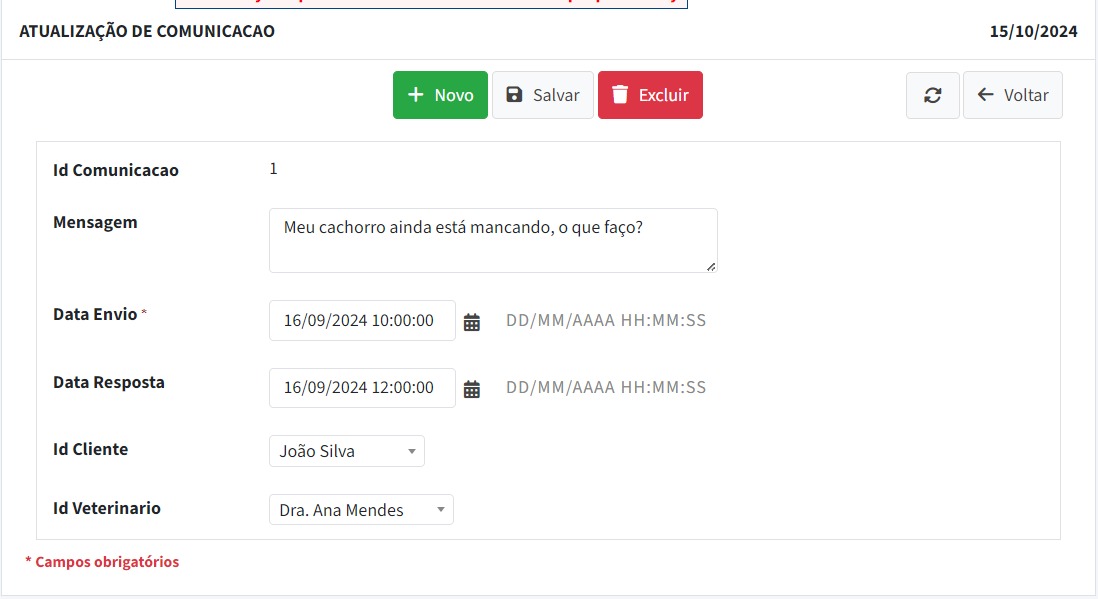 ATUALIZAÇÃO DE COMUNICACAO 15/10/2024
Novo Salvar Excluir Voltar
Id Comunicacao 1
Mensagem Meu cachorro ainda está mancando, o que faço?
Data Envio * 16/09/2024 10:00:00 DD/MM/AAAA HH:MM:SS
Data Resposta 16/09/2024 12:00:00 DD/MM/AAAA HH:MM:SS
Id Cliente João Silva
Id Veterinario Dra. Ana Mendes
* Campos obrigatórios